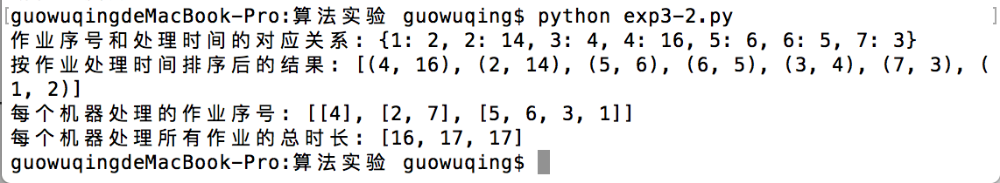 [guowuqingdeMacBook-Pro:算法实验 guowuqing$ python exp3-2.py ]
作业序号和处理时间的对应关系: {1: 2, 2: 14, 3: 4, 4: 16, 5: 6, 6: 5, 7: 3}
按作业处理时间排序后的结果: [(4, 16), (2, 14), (5, 6), (6, 5), (3, 4), (7, 3), (
1, 2)]
每个机器处理的作业序号: [[4], [2, 7], [5, 6, 3, 1]]
每个机器处理所有作业的总时长: [16, 17, 17]
guowuqingdeMacBook-Pro:算法实验 guowuqing$